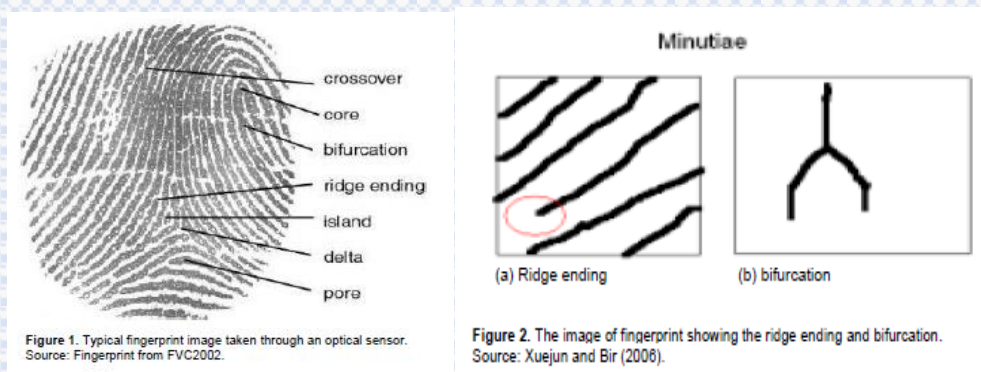 crossover
core
bifurcation
ridge ending
island
delta
pore
Figure 1. Typical fingerprint image taken through an optical sensor.
Source: Fingerprint from FVC2002.
Minutiae
(a) Ridge ending
(b) bifurcation
Figure 2. The image of fingerprint showing the ridge ending and bifurcation.
Source: Xuejun and Bir (2006).